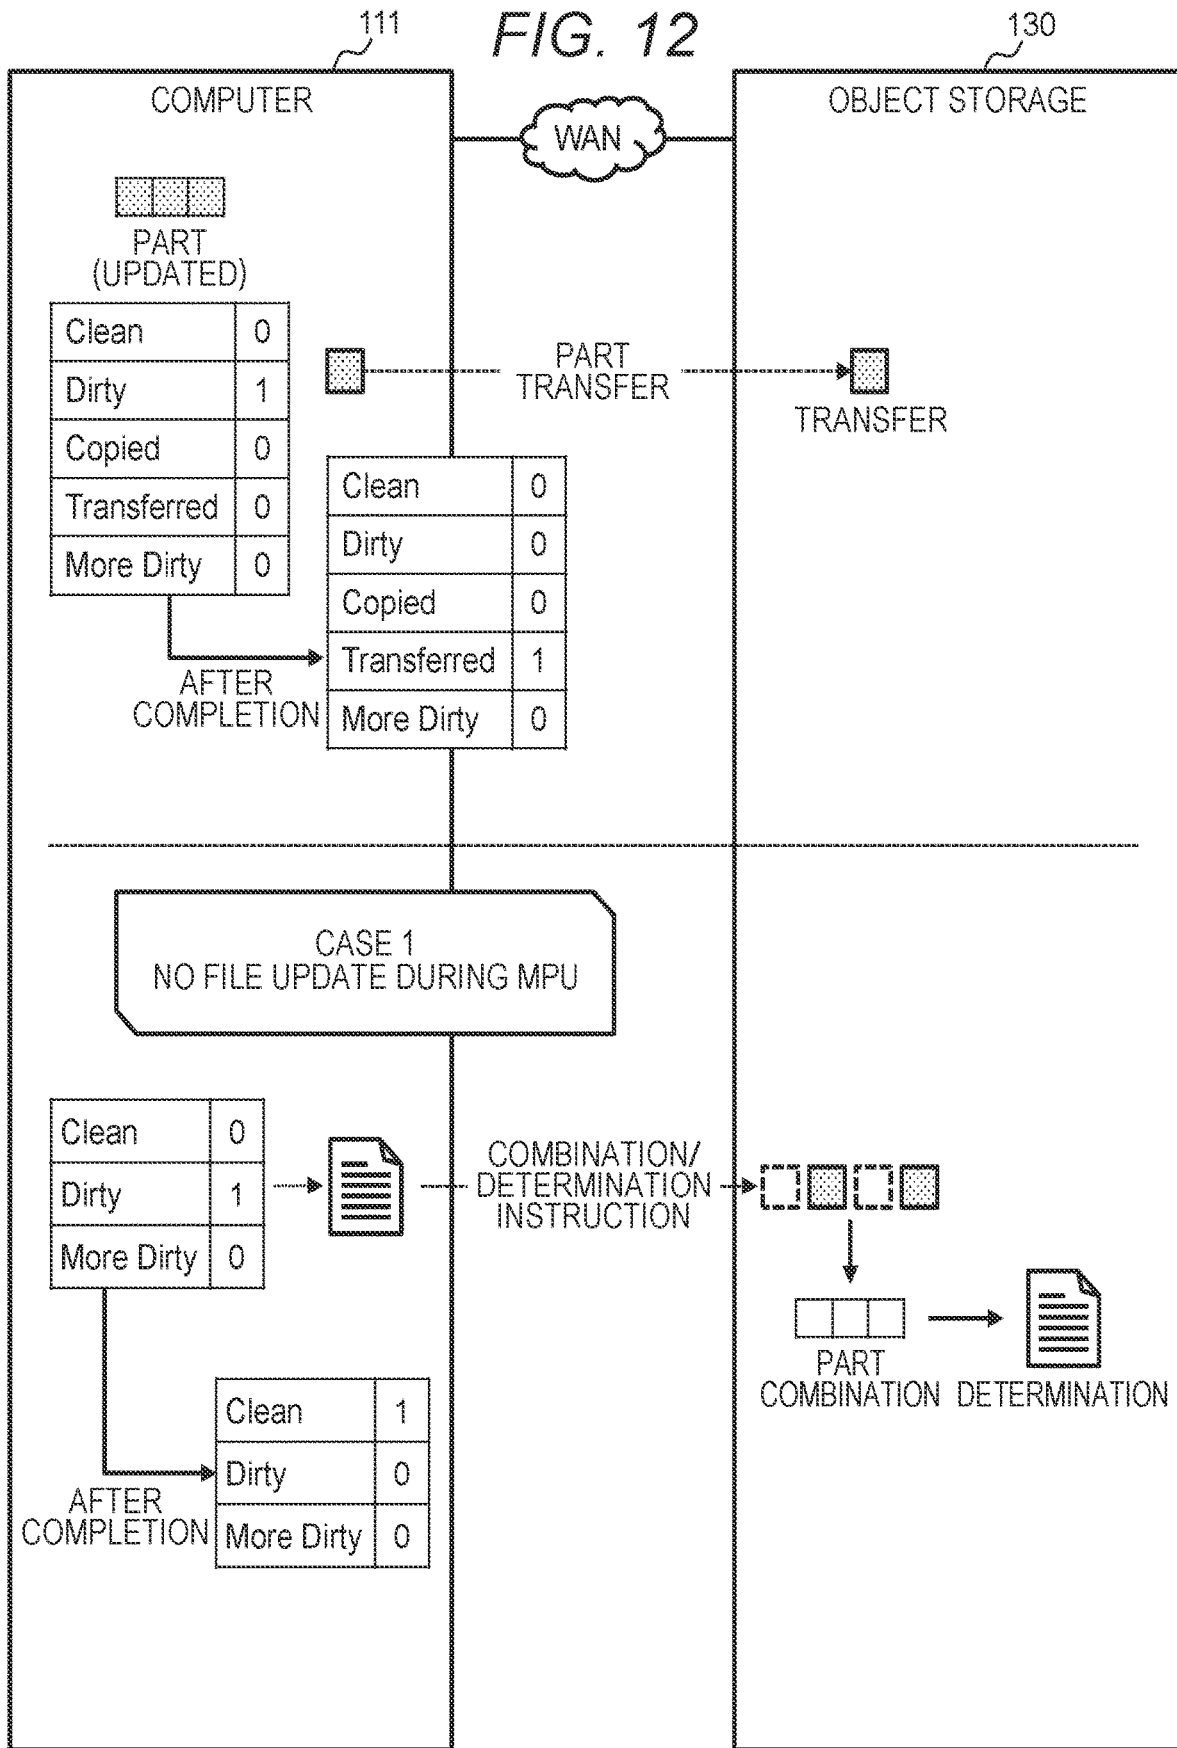 FIG. 12
111
130
COMPUTER
WAN
OBJECT STORAGE
PART
(UPDATED)
Clean 0
Dirty 1
Copied 0
Transferred 0
More Dirty 0
PART
TRANSFER
TRANSFER
AFTER
COMPLETION
Clean 0
Dirty 0
Copied 0
Transferred 1
More Dirty 0
CASE 1
NO FILE UPDATE DURING MPU
Clean 0
Dirty 1
More Dirty 0
COMBINATION/
DETERMINATION
INSTRUCTION
PART
COMBINATION
DETERMINATION
AFTER
COMPLETION
Clean 1
Dirty 0
More Dirty 0